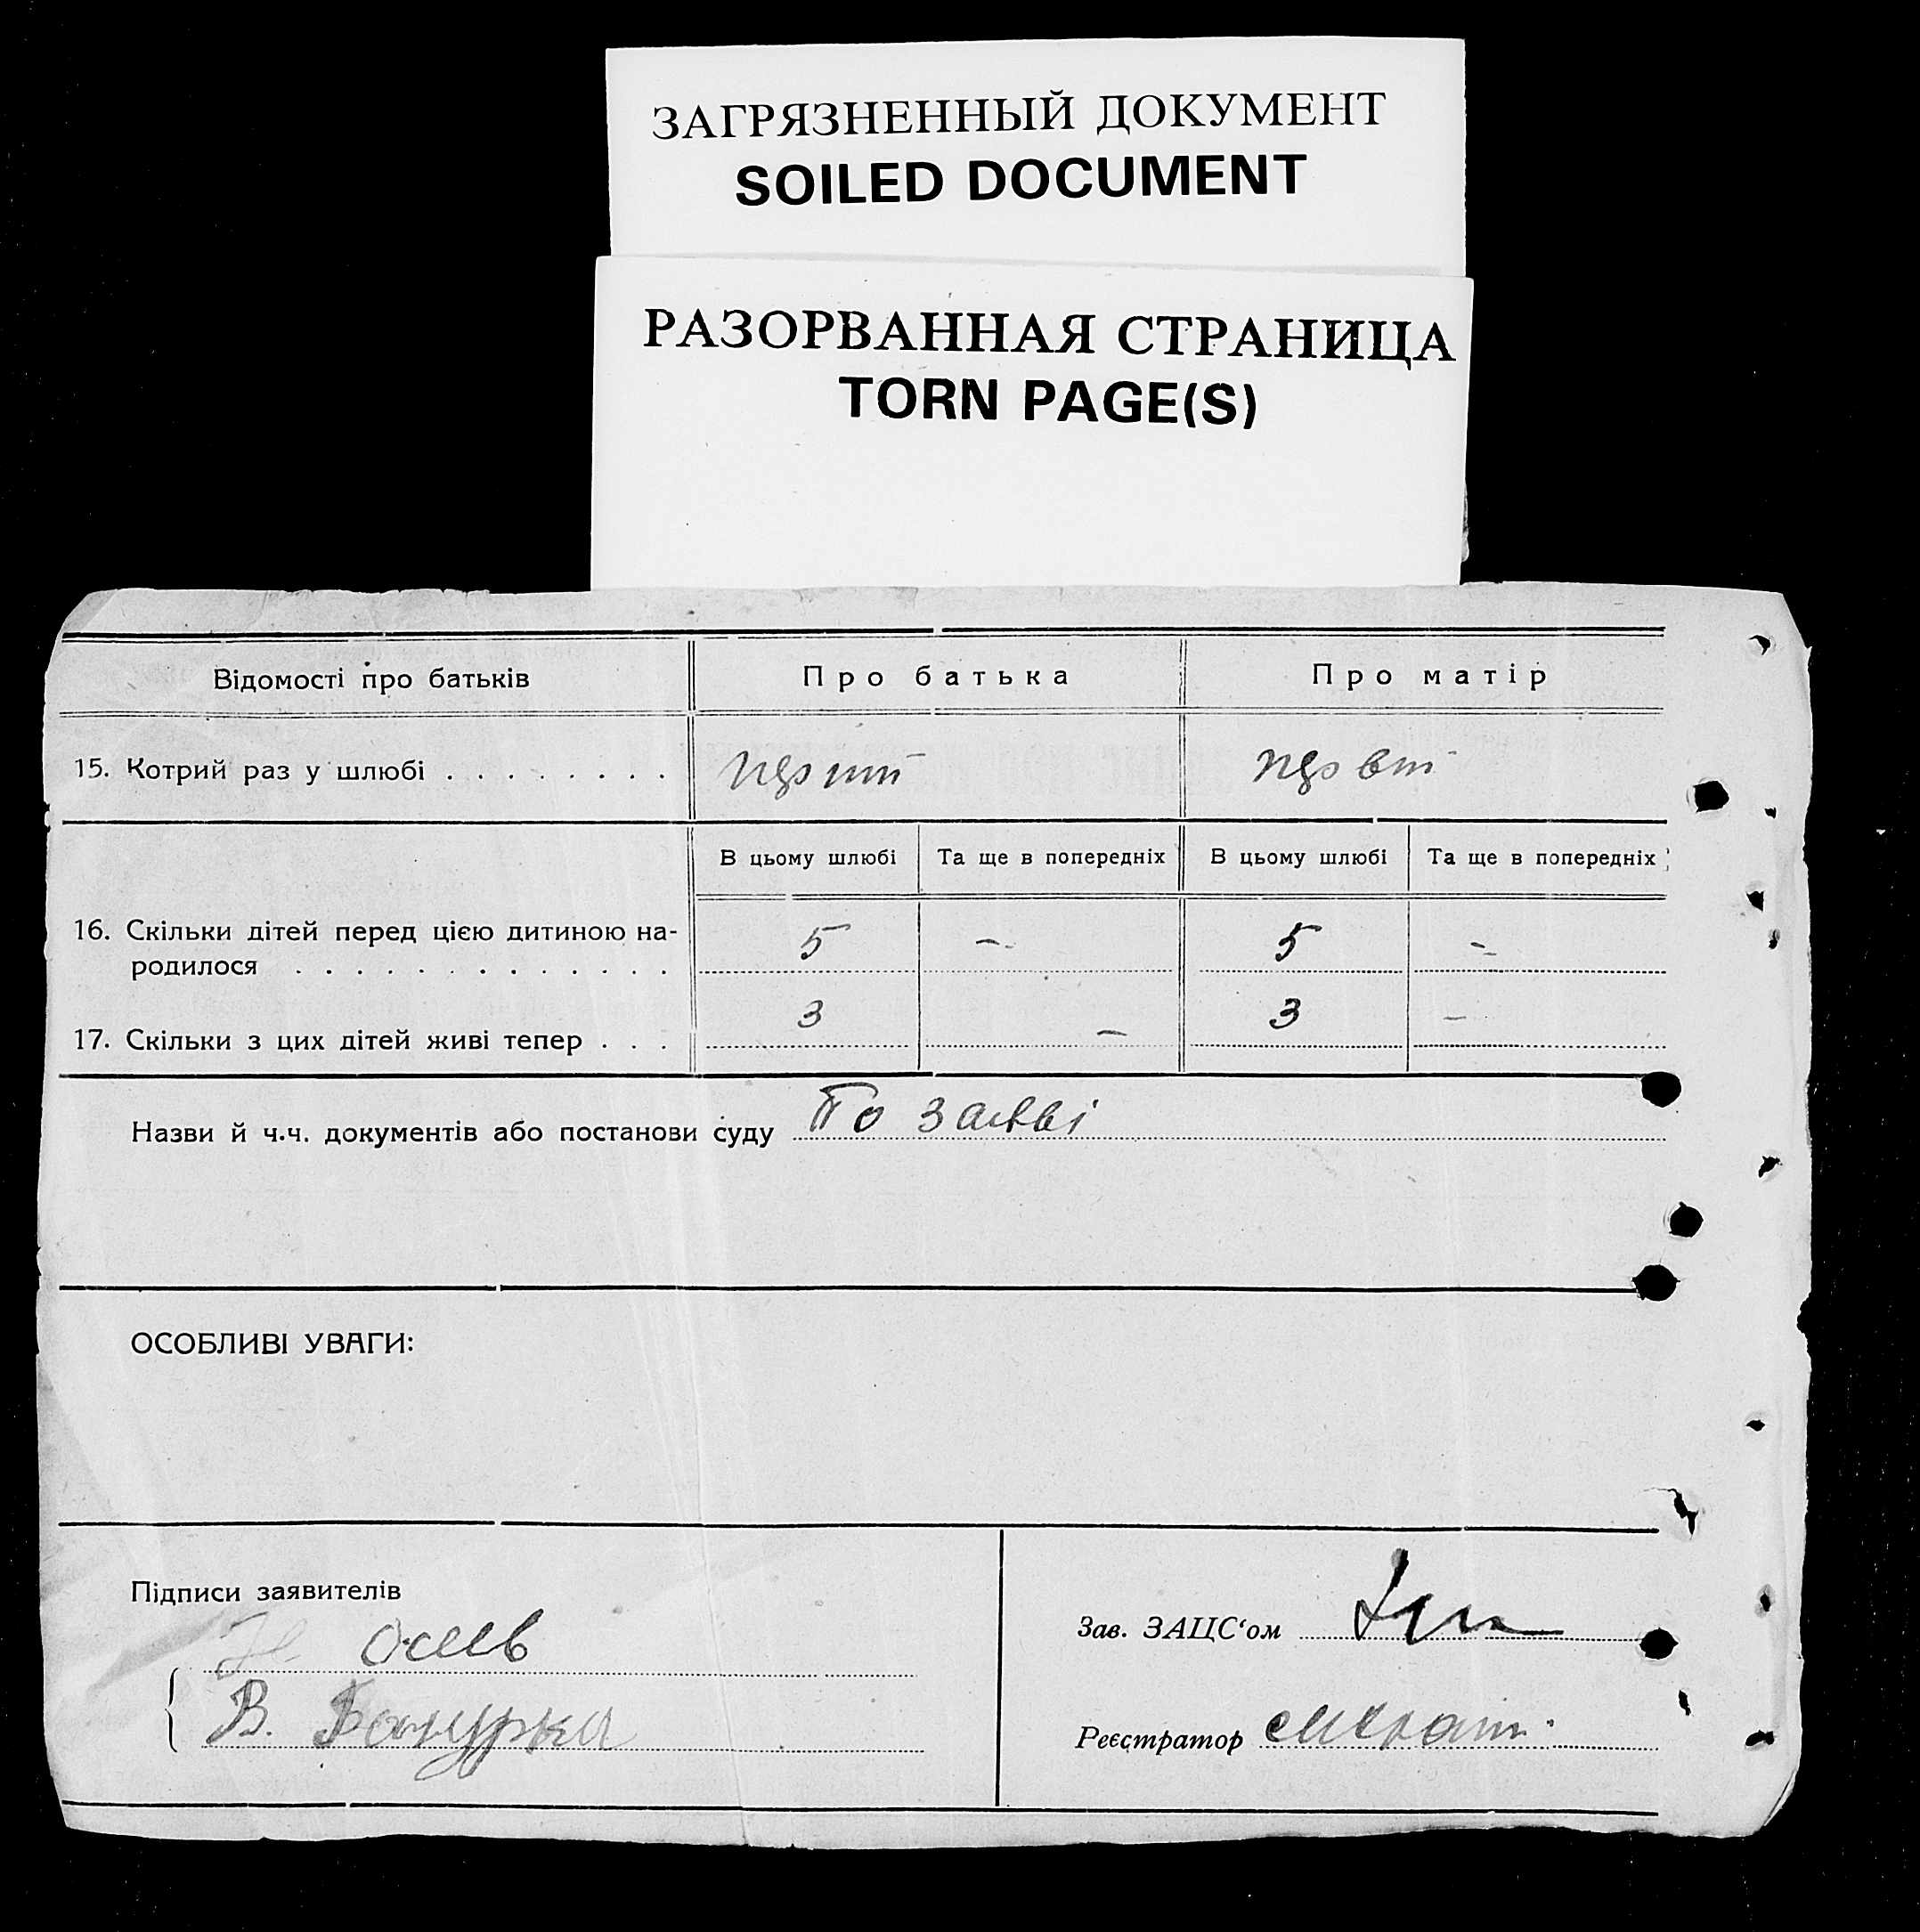 ЗАГРЯЗНЕННЫЙ ДОКУМЕНТ
SOILED DOCUMENT
РАЗОРВАННАЯ СТРАНИЦА
TORN PAGE(S)
Відомості про батьків Про батька Про матір
15. Котрий раз у шлюбі . . . . . . . .
В цьому шлюбі Та ще в попередніх В цьому шлюбі Та ще в попередніх
16. Скільки дітей перед цією дитиною на-
родилося . . . . . . . . . . . . . 5 – 5 –
17. Скільки з цих дітей живі тепер . . . 3 – 3 –
Назви й ч.ч. документів або постанови суду По заяві
ОСОБЛИВІ УВАГИ:
Підписи заявителів
Зав. ЗАЦС‘ом
В.
Реєстратор